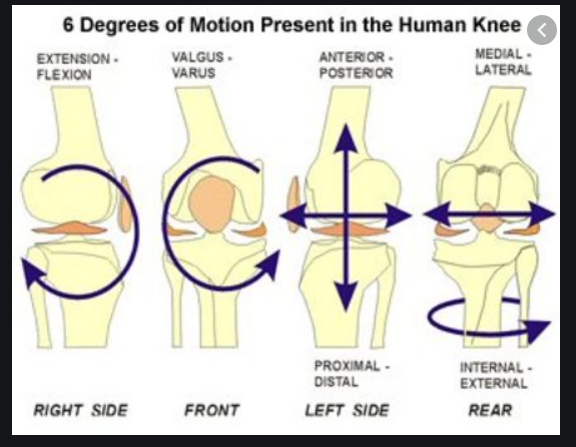 6 Degrees of Motion Present in the Human Knee
EXTENSION -
FLEXION
VALGUS -
VARUS
ANTERIOR -
POSTERIOR
MEDIAL -
LATERAL
PROXIMAL -
DISTAL
INTERNAL -
EXTERNAL
RIGHT SIDE
FRONT
LEFT SIDE
REAR